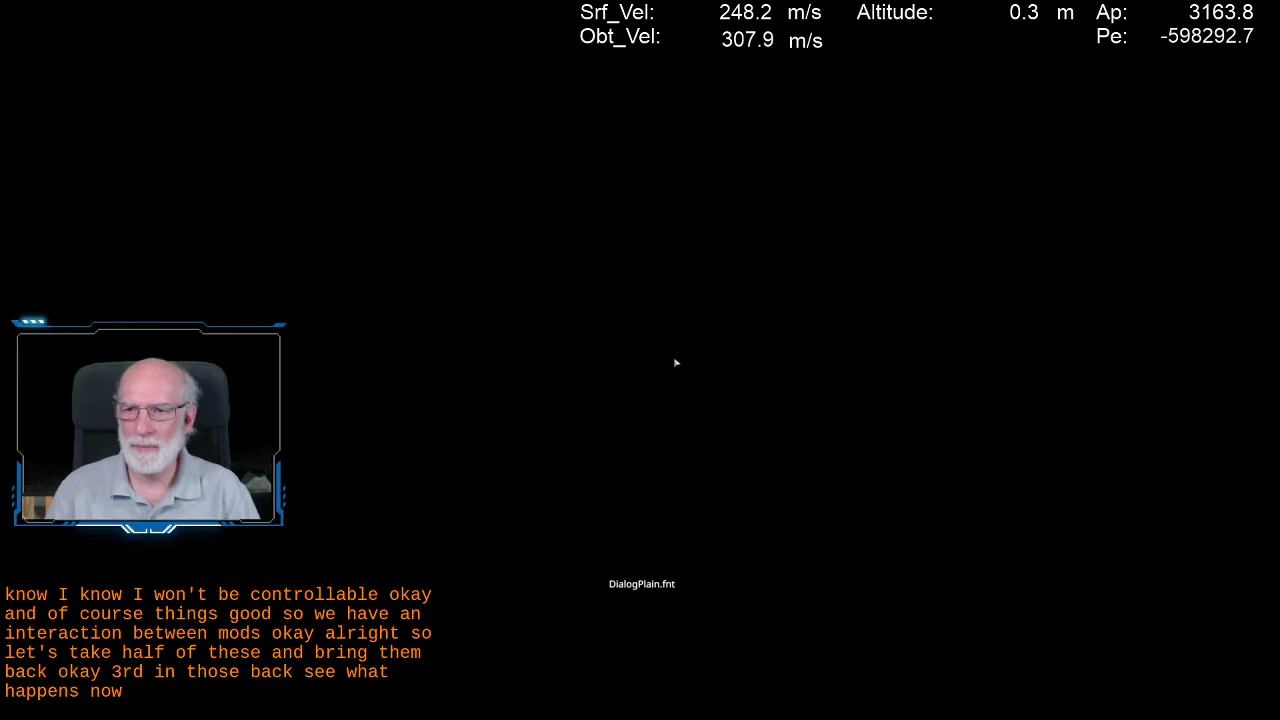 Srf_Vel: 248.2 m/s Altitude: 0.3 m Ap: 3163.8
Obt_Vel: 307.9 m/s Pe: -598292.7
DialogPlain.fnt
know I know I won't be controllable okay
and of course things good so we have an
interaction between mods okay alright so
let's take half of these and bring them
back okay 3rd in those back see what
happens now